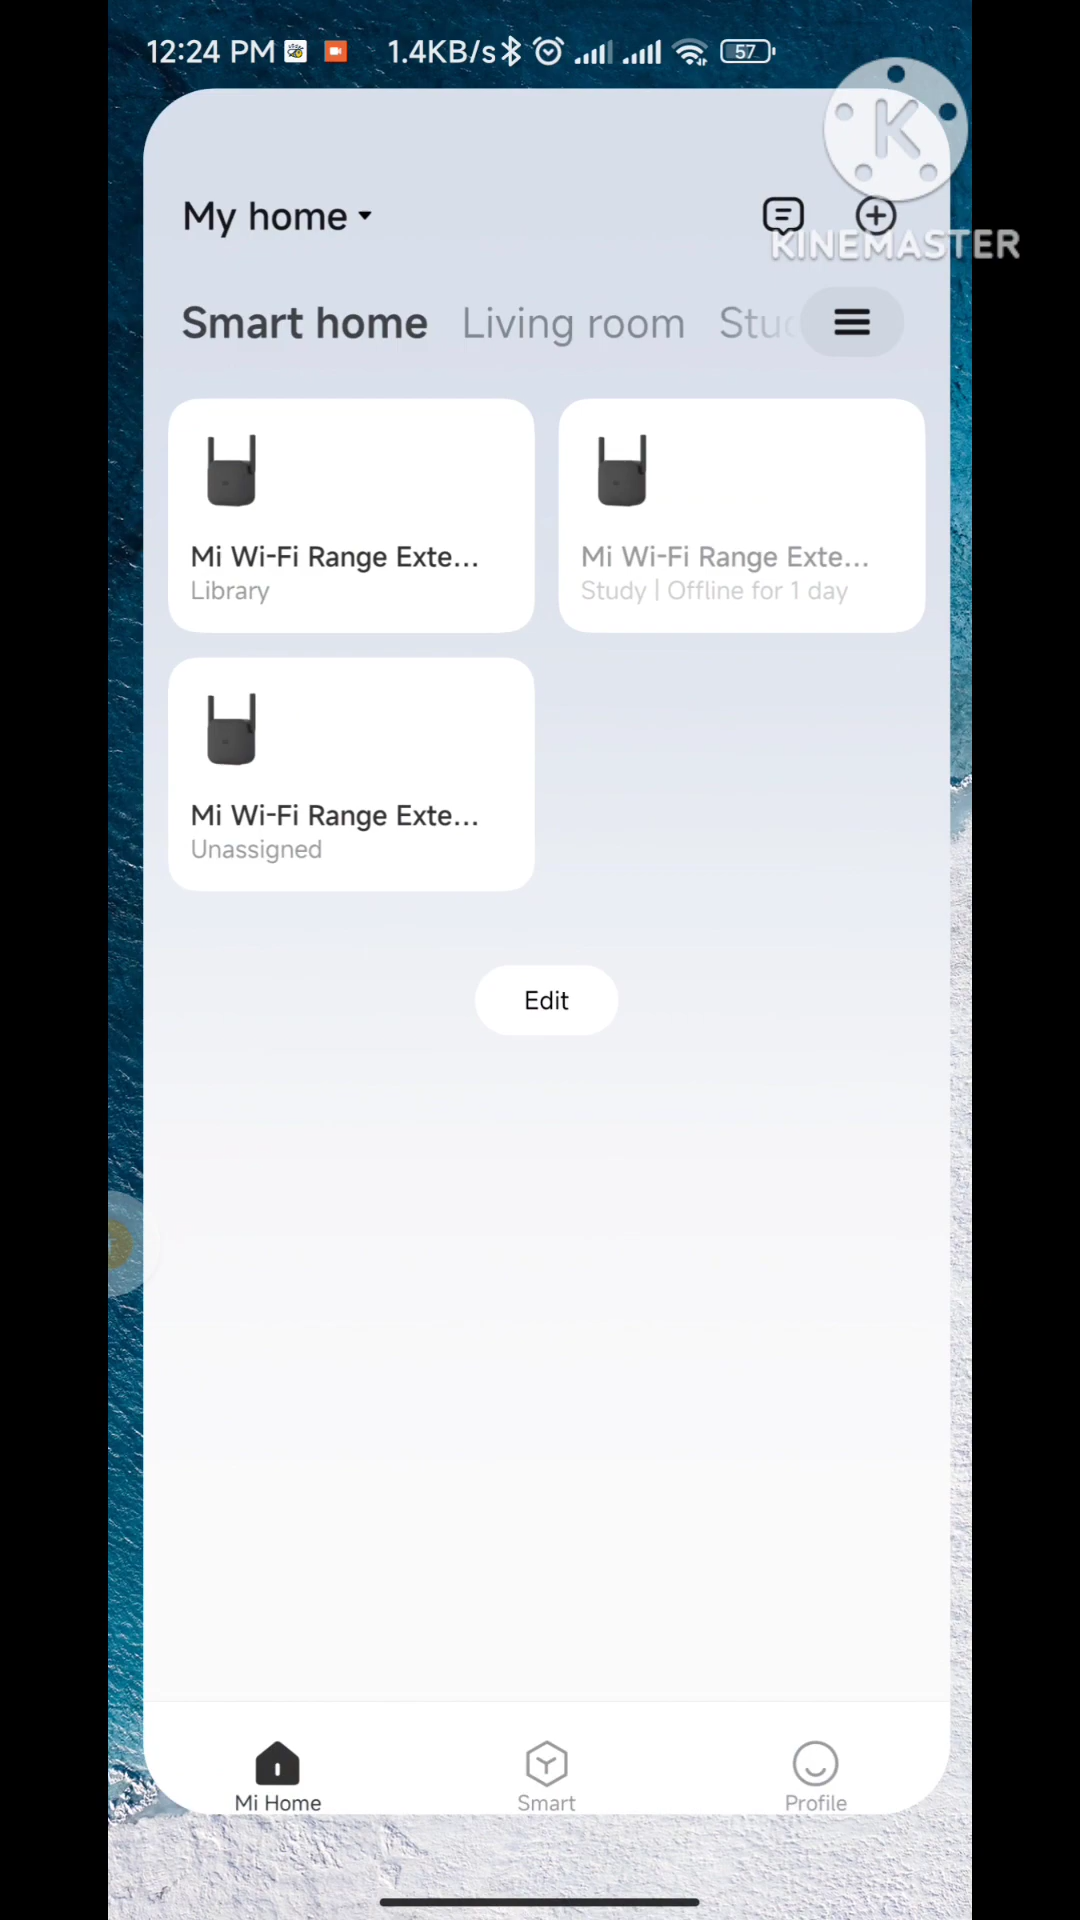 12:24 PM 1.4KB/s 57
K
My home
KINEMASTER
Smart home Living room Stud
Mi Wi-Fi Range Exte...
Library
Mi Wi-Fi Range Exte...
Study | Offline for 1 day
Mi Wi-Fi Range Exte...
Unassigned
Edit
Mi Home Smart Profile